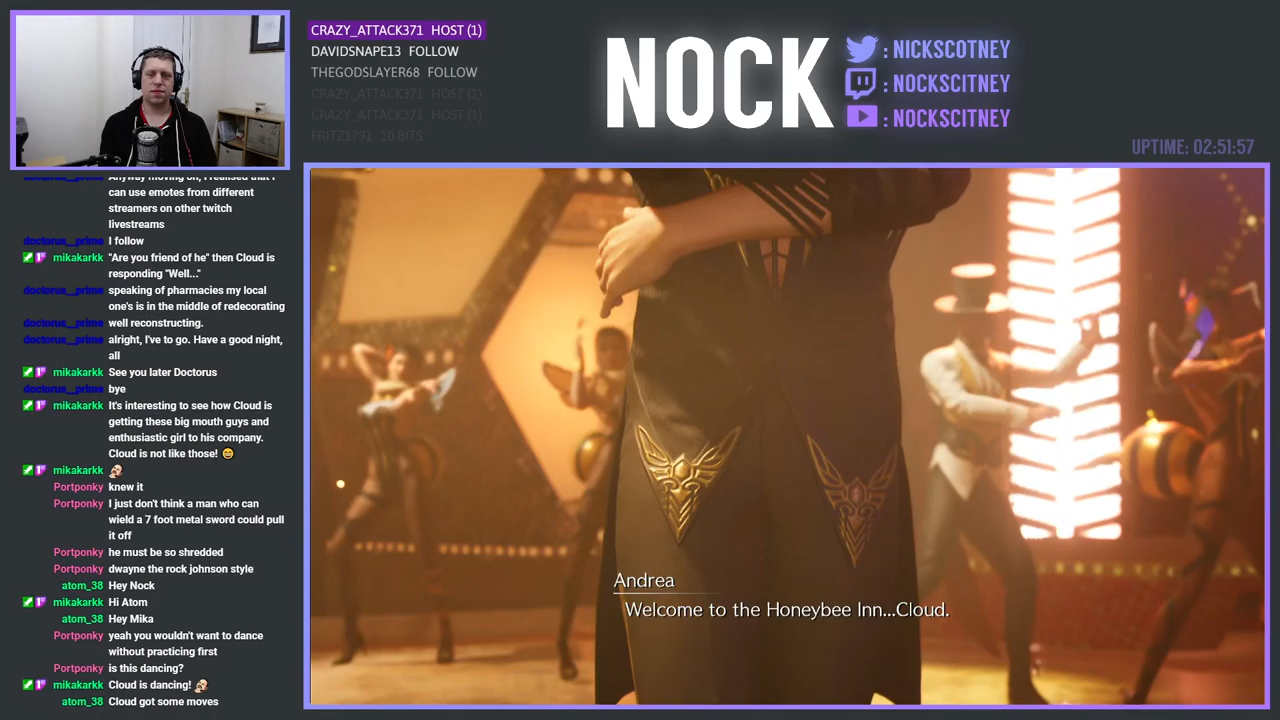 CRAZY_ATTACK371 HOST (1)
DAVIDSNAPE13 FOLLOW
THEGODSLAYER68 FOLLOW
CRAZY_ATTACK371 HOST (1)
CRAZY_ATTACK371 HOST (1)
FRITZ1791 10 BITS
NOCK
: NICKSCOTNEY
: NOCKSCITNEY
: NOCKSCITNEY
UPTIME: 02:51:57
doctorus__prime Anyway moving on, I realised that I
can use emotes from different
streamers on other twitch
livestreams
doctorus__prime I follow
mikakarkk "Are you friend of he" then Cloud is
responding "Well..."
doctorus__prime speaking of pharmacies my local
one's is in the middle of redecorating
doctorus__prime well reconstructing.
doctorus__prime alright, I've to go. Have a good night,
all
mikakarkk See you later Doctorus
doctorus__prime bye
mikakarkk It's interesting to see how Cloud is
getting these big mouth guys and
enthusiastic girl to his company.
Cloud is not like those! 😄
mikakarkk
Portponky knew it
Portponky I just don't think a man who can
wield a 7 foot metal sword could pull
it off
Portponky he must be so shredded
Portponky dwayne the rock johnson style
atom_38 Hey Nock
mikakarkk Hi Atom
atom_38 Hey Mika
Portponky yeah you wouldn't want to dance
without practicing first
Portponky is this dancing?
mikakarkk Cloud is dancing!
atom_38 Cloud got some moves
Andrea
Welcome to the Honeybee Inn...Cloud.